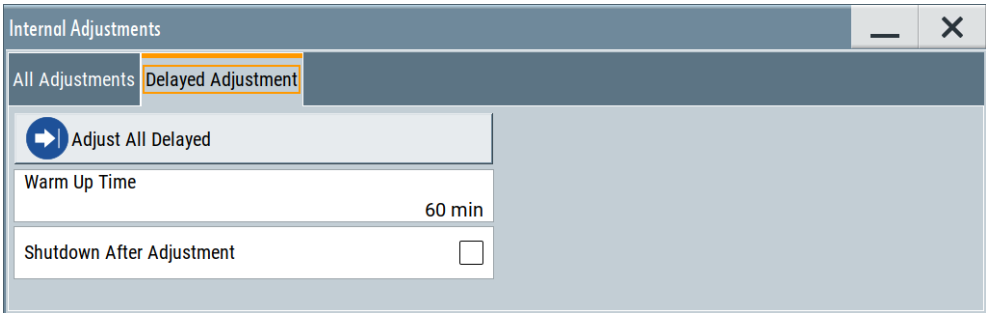 Internal Adjustments
All Adjustments Delayed Adjustment
Adjust All Delayed
Warm Up Time
60 min
Shutdown After Adjustment